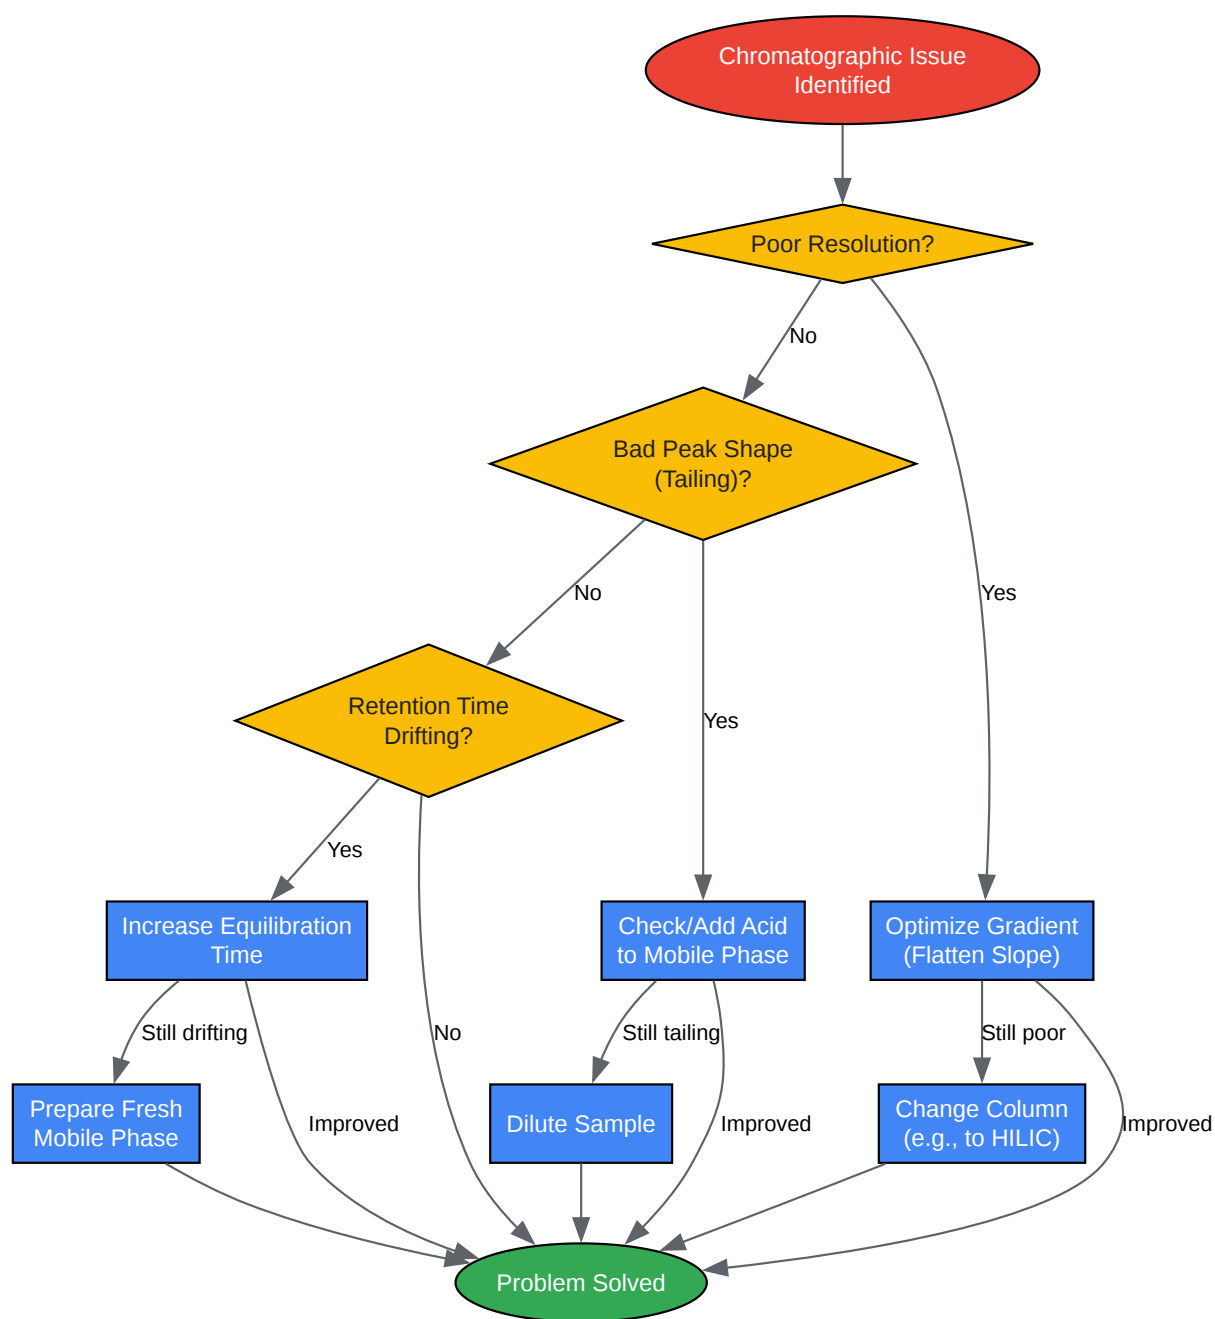 Chromatographic Issue
Identified
Poor Resolution?
No
Bad Peak Shape
(Tailing)?
No
Yes
Retention Time
Drifting?
Yes
Yes
Increase Equilibration
Time
Check/Add Acid
to Mobile Phase
Optimize Gradient
(Flatten Slope)
Still drifting
No
Still tailing
Still poor
Prepare Fresh
Mobile Phase
Improved
Dilute Sample
Improved
Change Column
(e.g., to HILIC)
Improved
Problem Solved